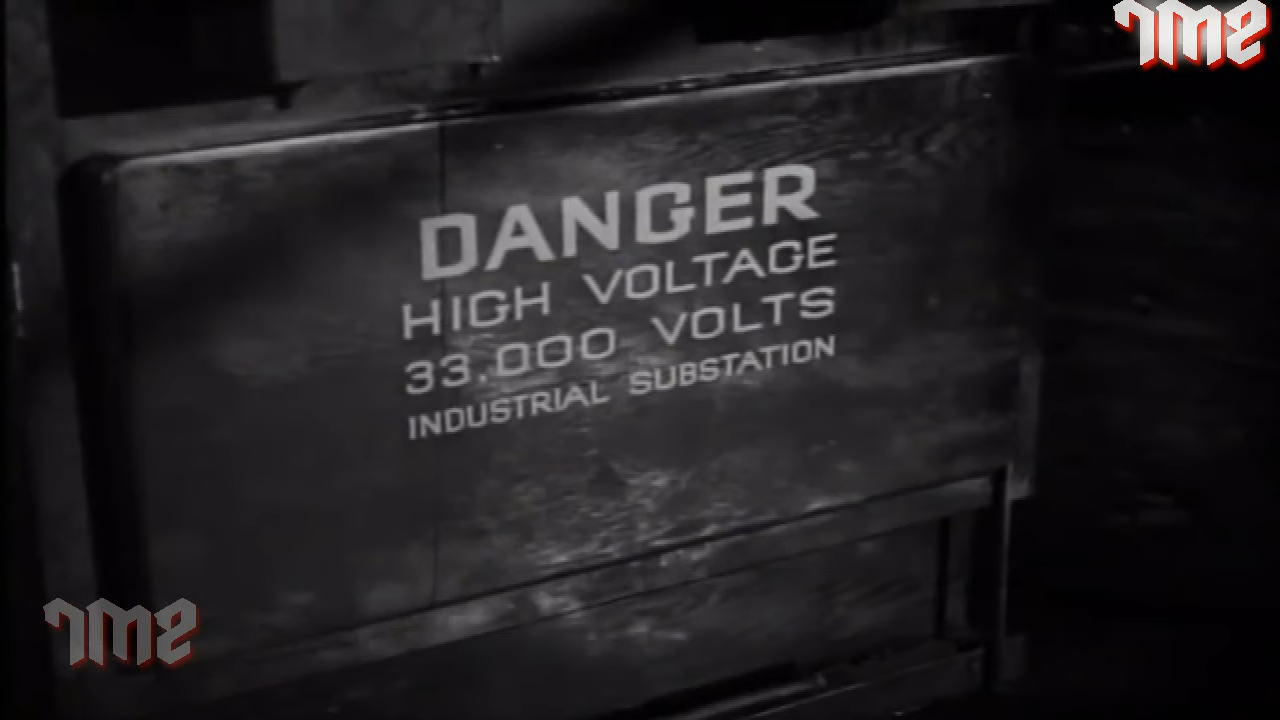 DANGER
HIGH VOLTAGE
33,000 VOLTS
INDUSTRIAL SUBSTATION